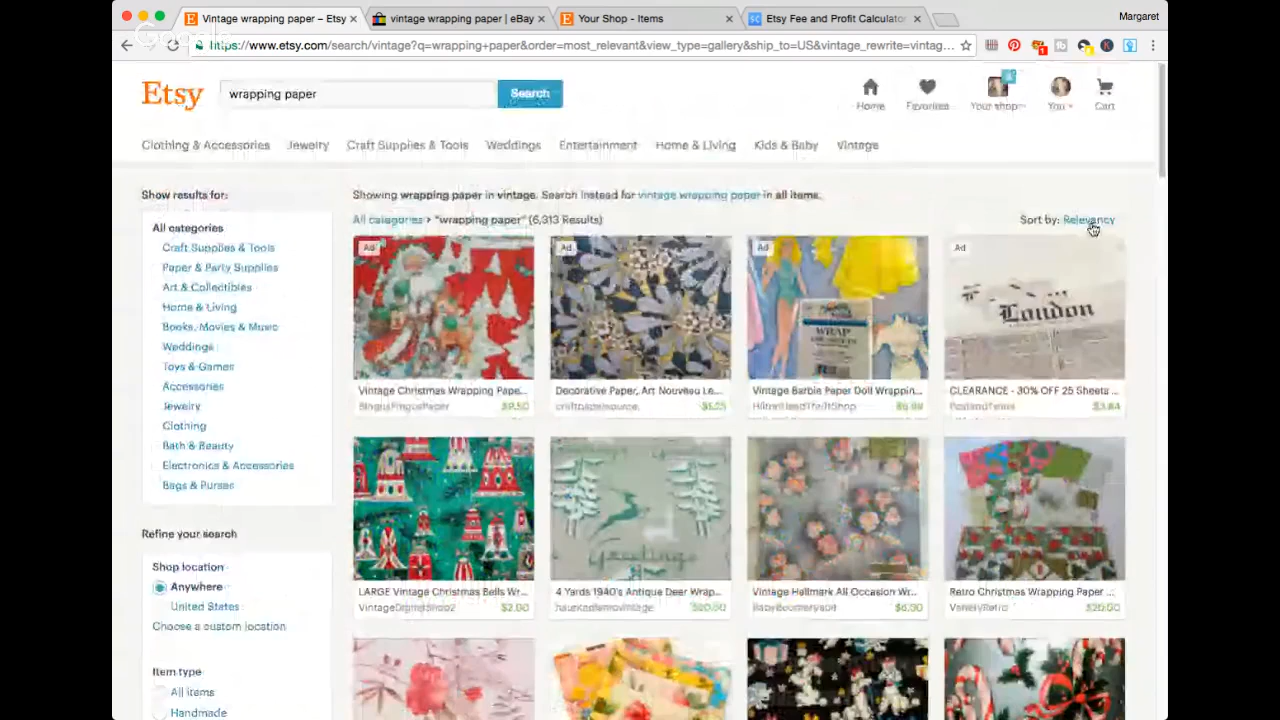 Vintage wrapping paper – Etsy
vintage wrapping paper | eBay
Your Shop - Items
Etsy Fee and Profit Calculator
Margaret
Google
https://www.etsy.com/search/vintage?q=wrapping+paper&order=most_relevant&view_type=gallery&ship_to=US&vintage_rewrite=vintag...
Etsy
wrapping paper
Search
Home
Favorites
Your shop
You
Cart
Clothing & Accessories
Jewelry
Craft Supplies & Tools
Weddings
Entertainment
Home & Living
Kids & Baby
Vintage
Show results for:
Showing wrapping paper in vintage. Search instead for vintage wrapping paper in all items.
All categories > "wrapping paper" (6,313 Results)
Sort by: Relevancy
All categories
Craft Supplies & Tools
Paper & Party Supplies
Art & Collectibles
Home & Living
Books, Movies & Music
Weddings
Toys & Games
Accessories
Jewelry
Clothing
Bath & Beauty
Electronics & Accessories
Bags & Purses
Ad
Ad
Ad
Ad
WRAP
London
Vintage Christmas Wrapping Pape...
Decorative Paper, Art Nouveau Le...
Vintage Barbie Paper Doll Wrappin...
CLEARANCE - 30% OFF 25 Sheets ...
$9.50
$3.84
Greetings
LARGE Vintage Christmas Bells Wr...
4 Yards 1940's Antique Deer Wrap...
Vintage Hallmark All Occasion Wr...
Retro Christmas Wrapping Paper ...
$2.00
$20.00
$6.00
VarietyRetro
$20.00
Refine your search
Shop location
Anywhere
United States
Choose a custom location
Item type
All items
Handmade